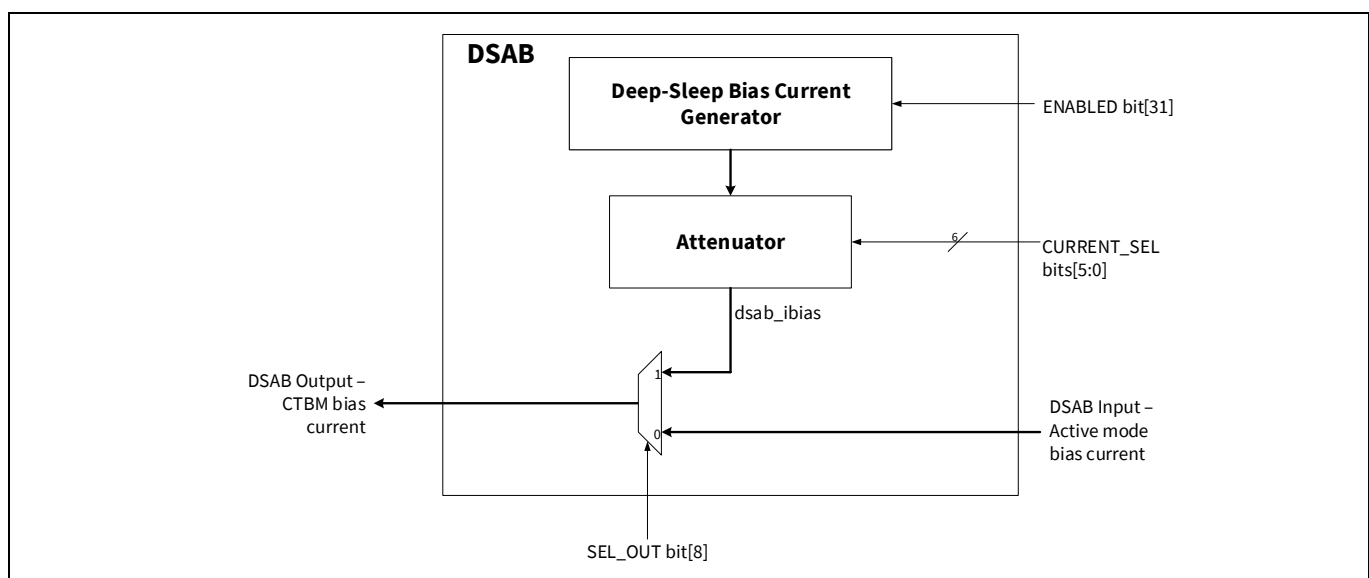 DSAB
Deep-Sleep Bias Current
Generator
ENABLED bit[31]
Attenuator
6
CURRENT_SEL
bits[5:0]
dsab_ibias
1
DSAB Output –
CTBM bias
current
0
DSAB Input –
Active mode
bias current
SEL_OUT bit[8]